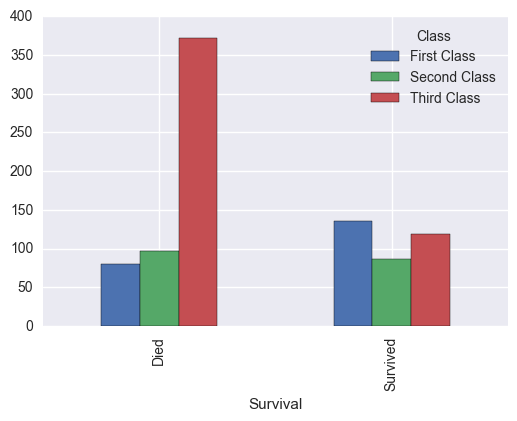 400
350
300
250
200
150
100
50
0
Class
First Class
Second Class
Third Class
Died
Survived
Survival